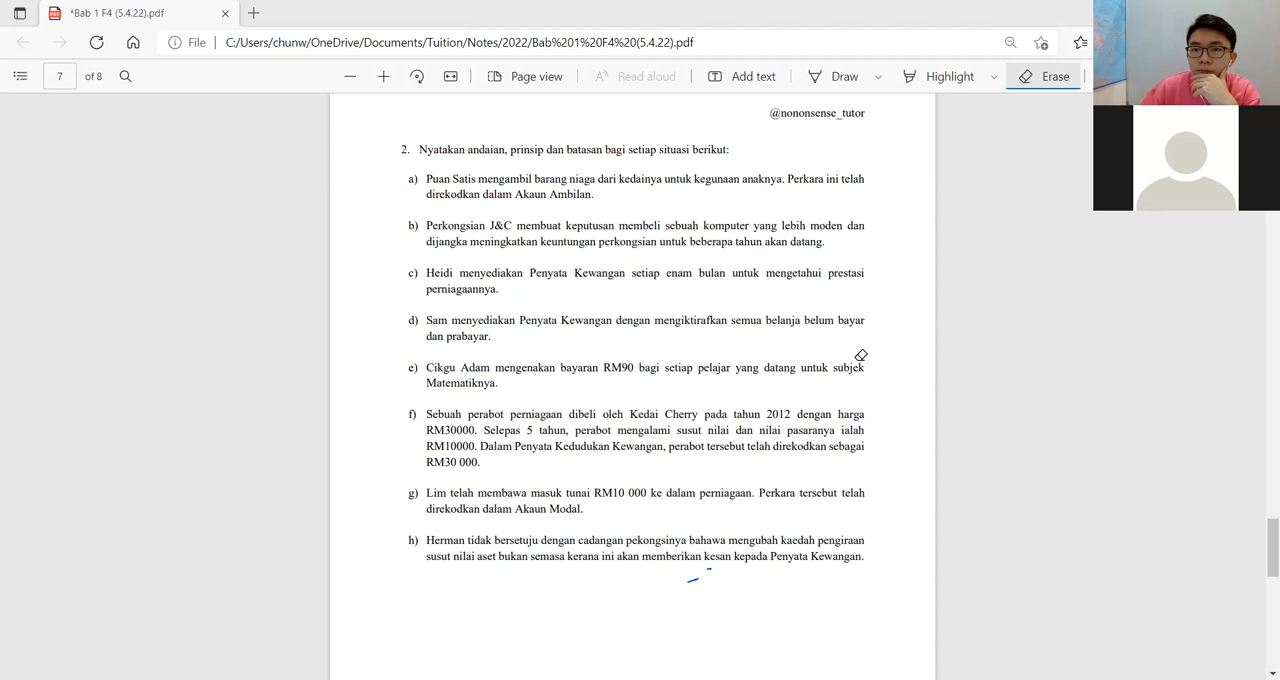 *Bab 1 F4 (5.4.22).pdf
File C:/Users/chunw/OneDrive/Documents/Tuition/Notes/2022/Bab%201%20F4%20(5.4.22).pdf
7 of 8 Page view Read aloud Add text Draw Highlight Erase
@nononsense_tutor
2. Nyatakan andaian, prinsip dan batasan bagi setiap situasi berikut:
a) Puan Satis mengambil barang niaga dari kedainya untuk kegunaan anaknya. Perkara ini telah
direkodkan dalam Akaun Ambilan.
b) Perkongsian J&C membuat keputusan membeli sebuah komputer yang lebih moden dan
dijangka meningkatkan keuntungan perkongsian untuk beberapa tahun akan datang.
c) Heidi menyediakan Penyata Kewangan setiap enam bulan untuk mengetahui prestasi
perniagaannya.
d) Sam menyediakan Penyata Kewangan dengan mengiktirafkan semua belanja belum bayar
dan prabayar.
e) Cikgu Adam mengenakan bayaran RM90 bagi setiap pelajar yang datang untuk subjek
Matematiknya.
f) Sebuah perabot perniagaan dibeli oleh Kedai Cherry pada tahun 2012 dengan harga
RM30000. Selepas 5 tahun, perabot mengalami susut nilai dan nilai pasaranya ialah
RM10000. Dalam Penyata Kedudukan Kewangan, perabot tersebut telah direkodkan sebagai
RM30 000.
g) Lim telah membawa masuk tunai RM10 000 ke dalam perniagaan. Perkara tersebut telah
direkodkan dalam Akaun Modal.
h) Herman tidak bersetuju dengan cadangan pekongsinya bahawa mengubah kaedah pengiraan
susut nilai aset bukan semasa kerana ini akan memberikan kesan kepada Penyata Kewangan.